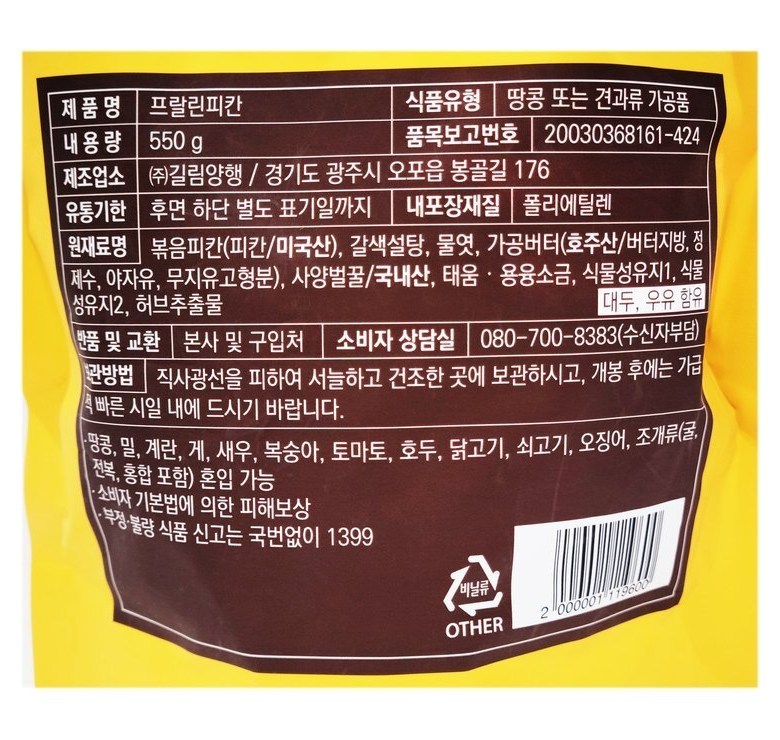 제품명 프랄린피칸 식품유형 땅콩 또는 견과류 가공품
내용량 550 g 품목보고번호 20030368161-424
제조업소 ㈜길림양행 / 경기도 광주시 오포읍 봉골길 176
유통기한 후면 하단 별도 표기일까지 내포장재질 폴리에틸렌
원재료명 볶음피칸(피칸/미국산), 갈색설탕, 물엿, 가공버터(호주산/버터지방, 정
제수, 야자유, 무지유고형분), 사양벌꿀/국내산, 태움 · 용융소금, 식물성유지1, 식물
성유지2, 허브추출물
대두, 우유 함유
반품 및 교환 본사 및 구입처 소비자 상담실 080-700-8383(수신자부담)
보관방법 직사광선을 피하여 서늘하고 건조한 곳에 보관하시고, 개봉 후에는 가급
적 빠른 시일 내에 드시기 바랍니다.
· 땅콩, 밀, 계란, 게, 새우, 복숭아, 토마토, 호두, 닭고기, 쇠고기, 오징어, 조개류(굴,
전복, 홍합 포함) 혼입 가능
· 소비자 기본법에 의한 피해보상
· 부정·불량 식품 신고는 국번없이 1399
비닐류
OTHER
2 000001 119600